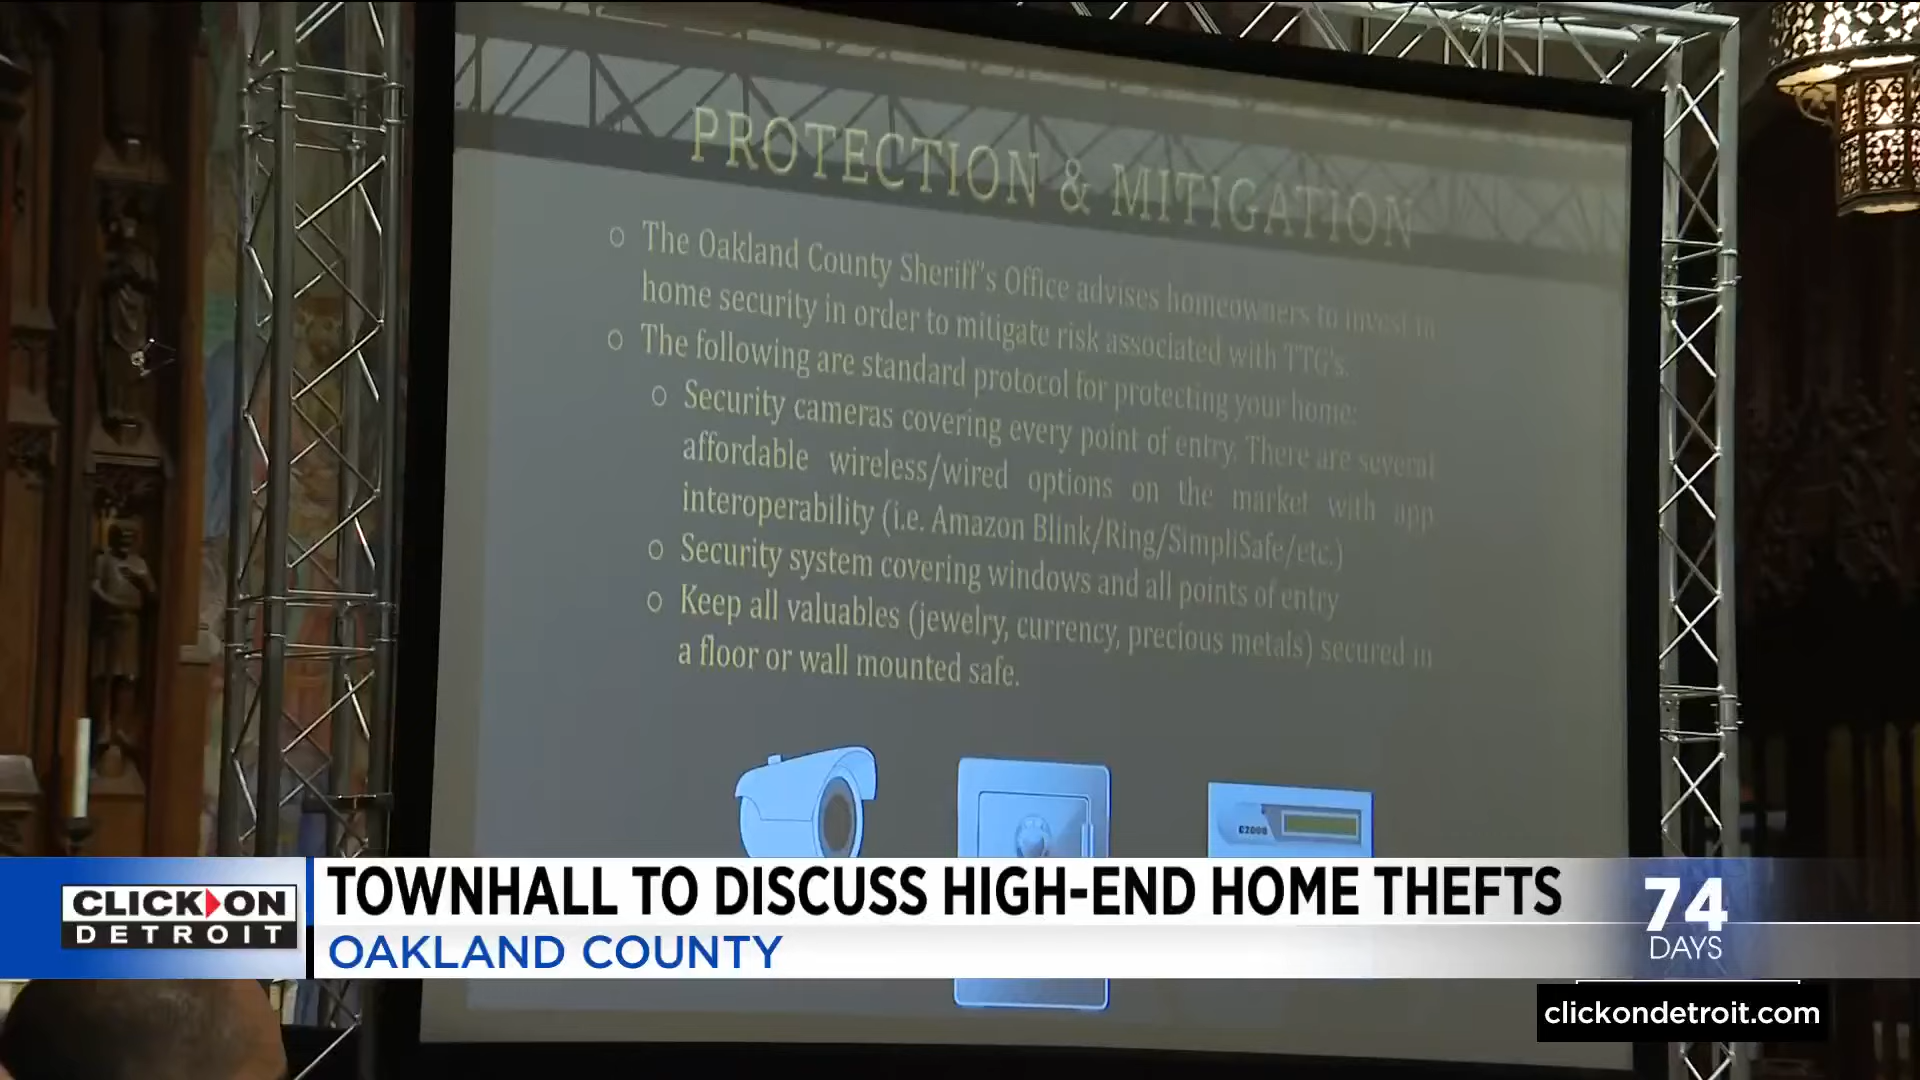 PROTECTION & MITIGATION
○ The Oakland County Sheriff's Office advises homeowners to invest in
home security in order to mitigate risk associated with TTG's.
○ The following are standard protocol for protecting your home:
○ Security cameras covering every point of entry. There are several
affordable wireless/wired options on the market with app
interoperability (i.e. Amazon Blink/Ring/SimpliSafe/etc.)
○ Security system covering windows and all points of entry
○ Keep all valuables (jewelry, currency, precious metals) secured in
a floor or wall mounted safe.
CLICK ON
DETROIT
TOWNHALL TO DISCUSS HIGH-END HOME THEFTS
OAKLAND COUNTY
74
DAYS
clickondetroit.com